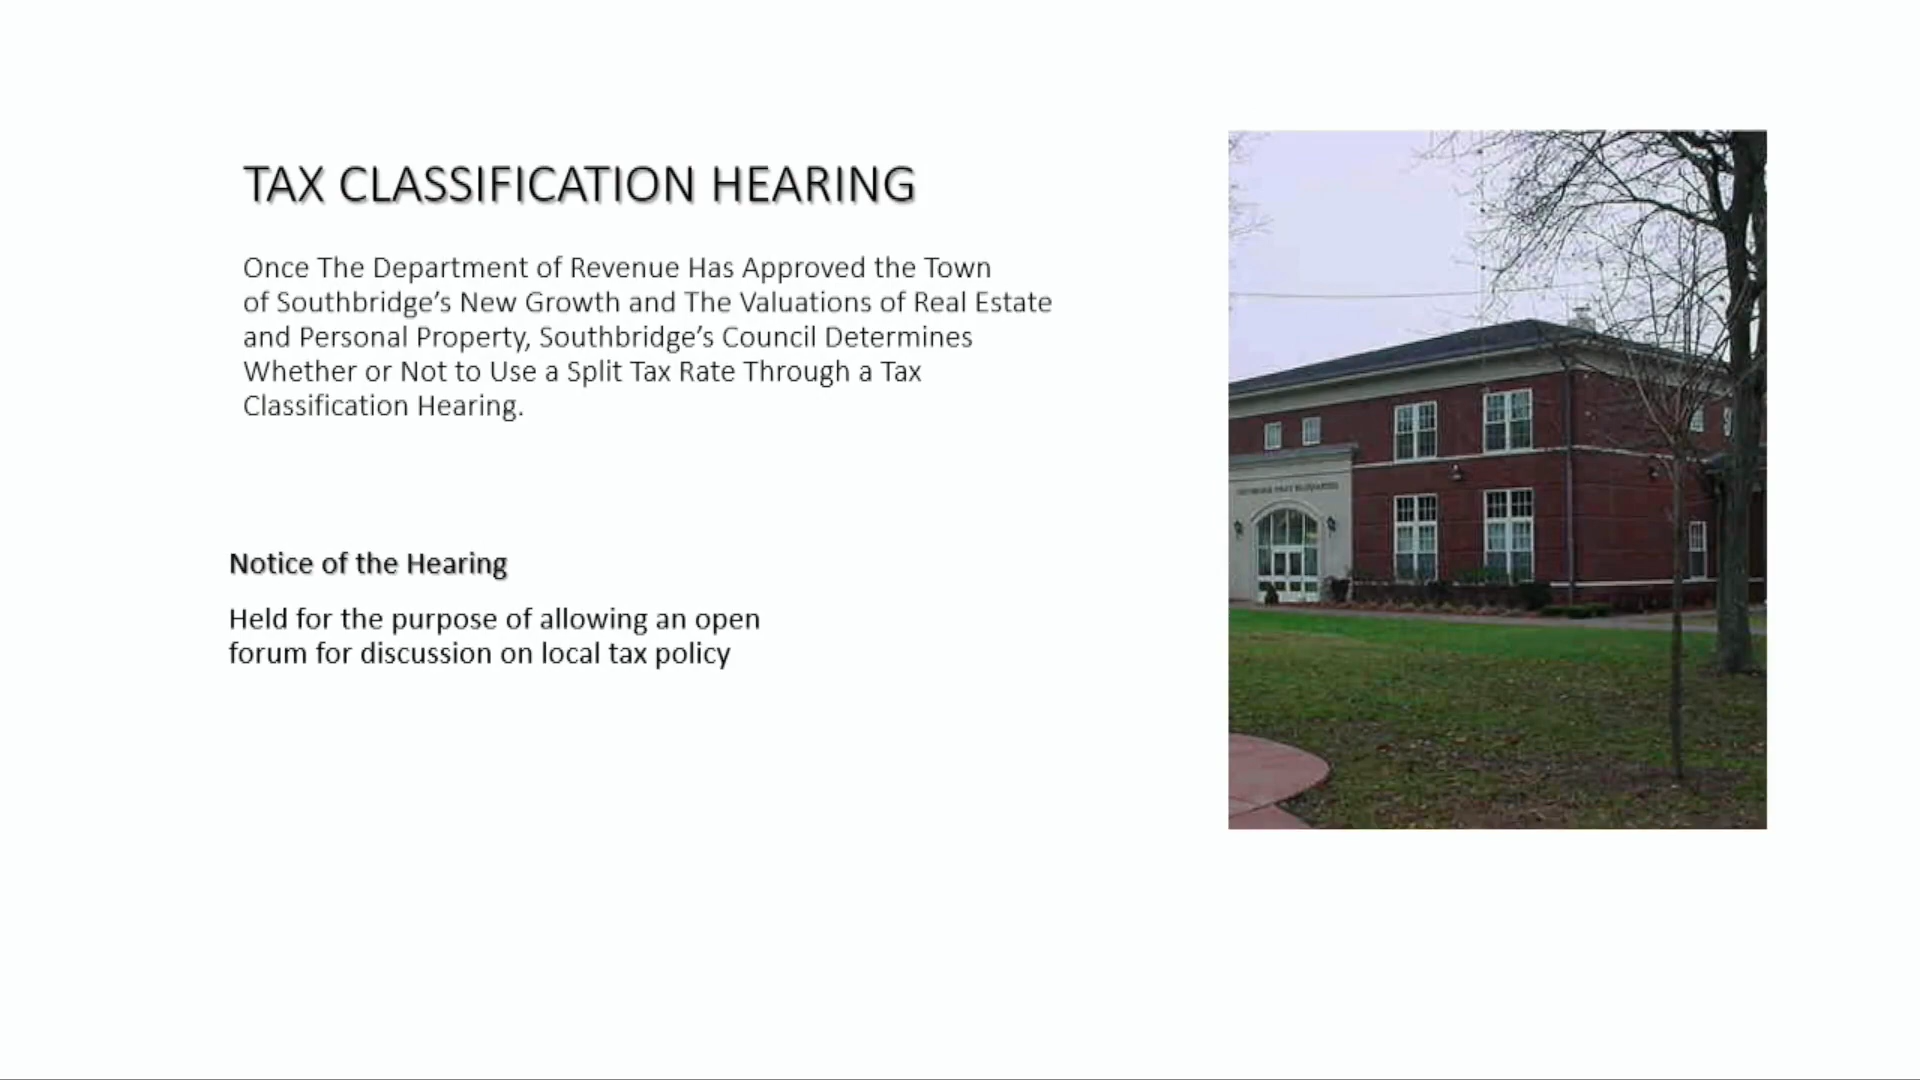 TAX CLASSIFICATION HEARING
Once The Department of Revenue Has Approved the Town
of Southbridge’s New Growth and The Valuations of Real Estate
and Personal Property, Southbridge’s Council Determines
Whether or Not to Use a Split Tax Rate Through a Tax
Classification Hearing.
Notice of the Hearing
Held for the purpose of allowing an open
forum for discussion on local tax policy